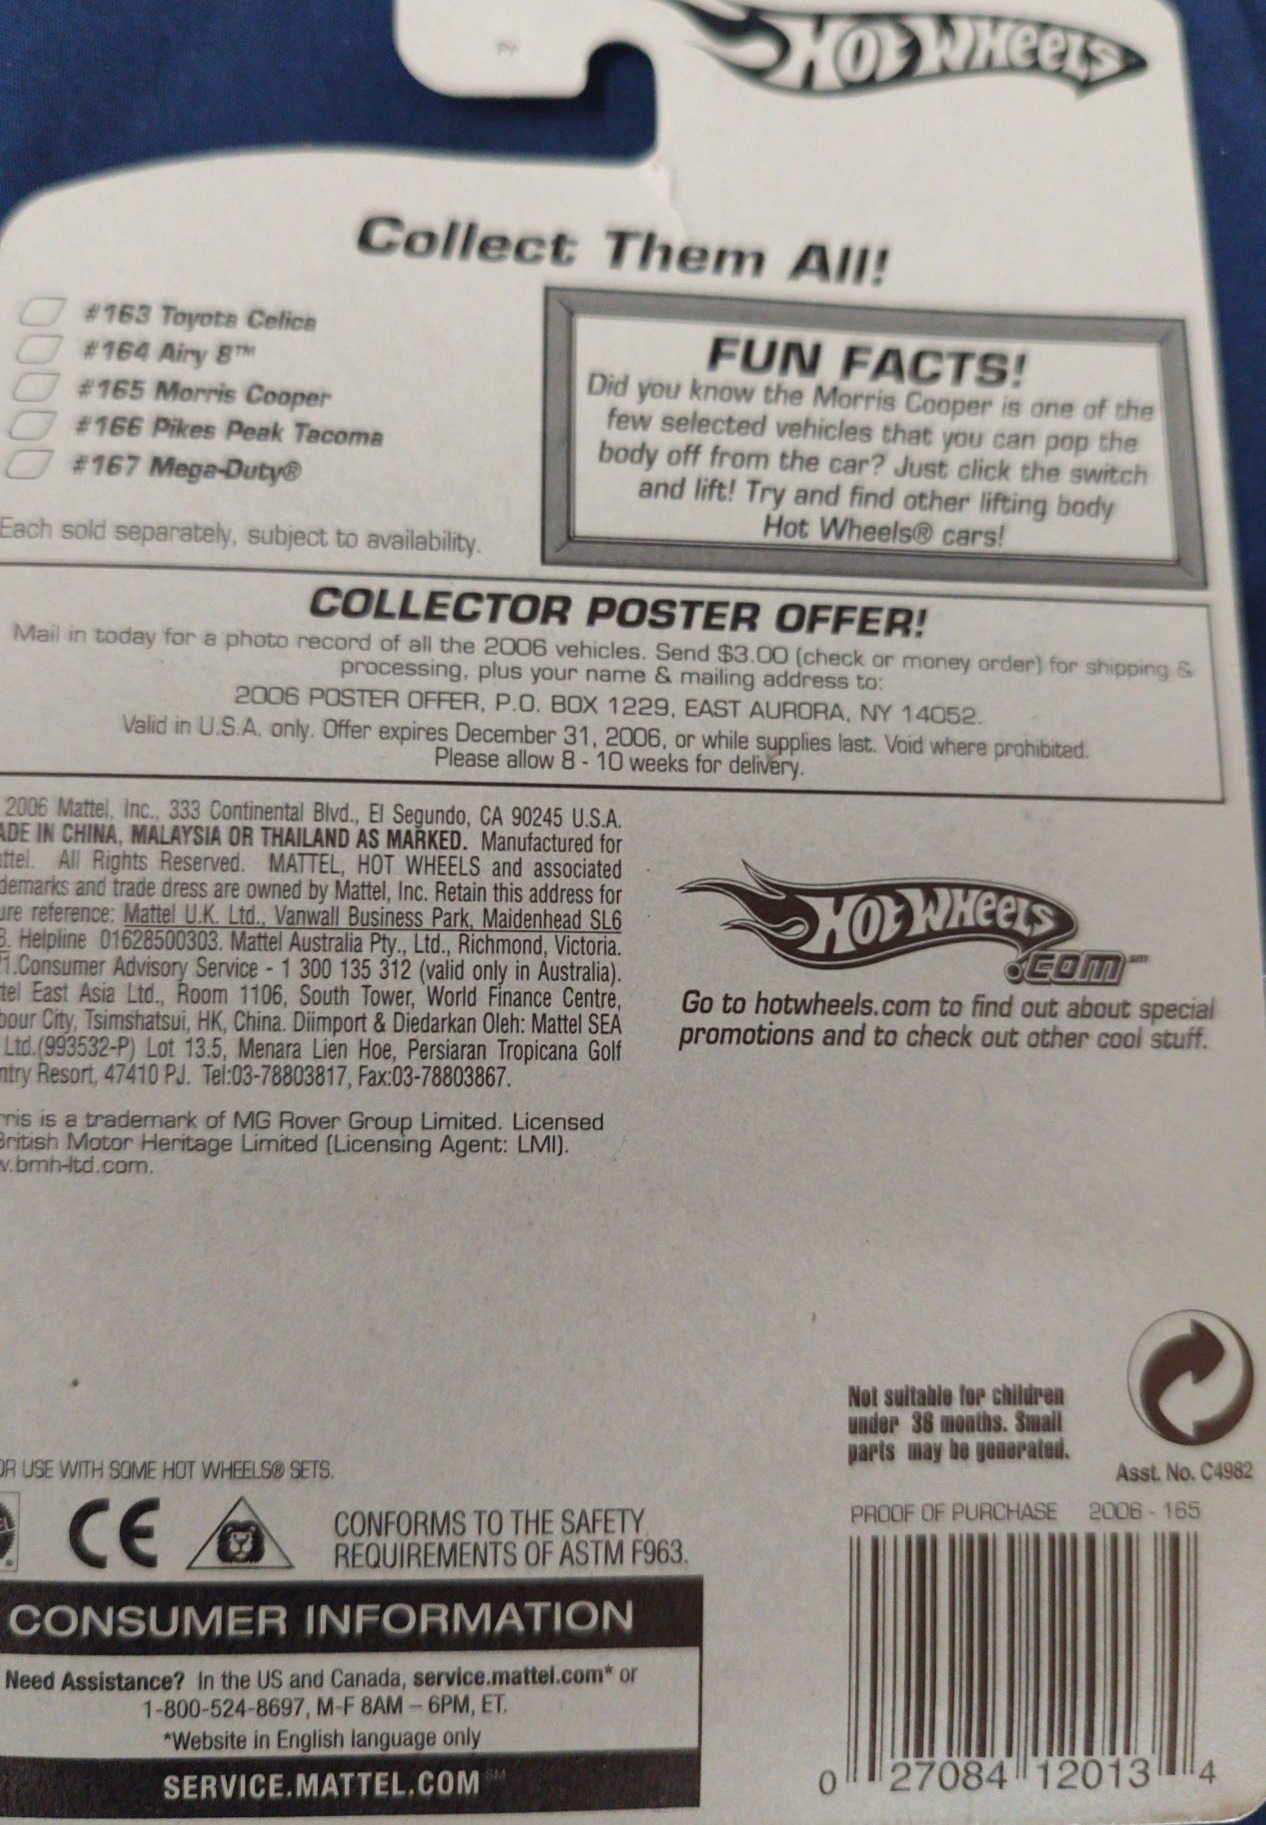 HOT WHEELS
Collect Them All!
#163 Toyota Celica
#164 Airy 8™
#165 Morris Cooper
#166 Pikes Peak Tacoma
#167 Mega-Duty®
Each sold separately, subject to availability.
FUN FACTS!
Did you know the Morris Cooper is one of the
few selected vehicles that you can pop the
body off from the car? Just click the switch
and lift! Try and find other lifting body
Hot Wheels® cars!
COLLECTOR POSTER OFFER!
Mail in today for a photo record of all the 2006 vehicles. Send $3.00 (check or money order) for shipping &
processing, plus your name & mailing address to:
2006 POSTER OFFER, P.O. BOX 1229, EAST AURORA, NY 14052.
Valid in U.S.A. only. Offer expires December 31, 2006, or while supplies last. Void where prohibited.
Please allow 8 - 10 weeks for delivery.
2006 Mattel, Inc., 333 Continental Blvd., El Segundo, CA 90245 U.S.A.
ADE IN CHINA, MALAYSIA OR THAILAND AS MARKED. Manufactured for
ttel. All Rights Reserved. MATTEL, HOT WHEELS and associated
demarks and trade dress are owned by Mattel, Inc. Retain this address for
ure reference: Mattel U.K. Ltd., Vanwall Business Park, Maidenhead SL6
. Helpline 01628500303. Mattel Australia Pty., Ltd., Richmond, Victoria.
1.Consumer Advisory Service - 1 300 135 312 (valid only in Australia).
tel East Asia Ltd., Room 1106, South Tower, World Finance Centre,
bour City, Tsimshatsui, HK, China. Diimport & Diedarkan Oleh: Mattel SEA
Ltd.(993532-P) Lot 13.5, Menara Lien Hoe, Persiaran Tropicana Golf
ntry Resort, 47410 PJ. Tel:03-78803817, Fax:03-78803867.
rris is a trademark of MG Rover Group Limited. Licensed
British Motor Heritage Limited (Licensing Agent: LMI).
w.bmh-ltd.com.
HOT WHEELS
.com℠
Go to hotwheels.com to find out about special
promotions and to check out other cool stuff.
Not suitable for children
under 36 months. Small
parts may be generated.
Asst. No. C4982
OR USE WITH SOME HOT WHEELS® SETS.
CE
CONFORMS TO THE SAFETY
REQUIREMENTS OF ASTM F963.
PROOF OF PURCHASE 2006 - 165
0 27084 12013 4
CONSUMER INFORMATION
Need Assistance? In the US and Canada, service.mattel.com* or
1-800-524-8697, M-F 8AM – 6PM, ET.
*Website in English language only
SERVICE.MATTEL.COM℠